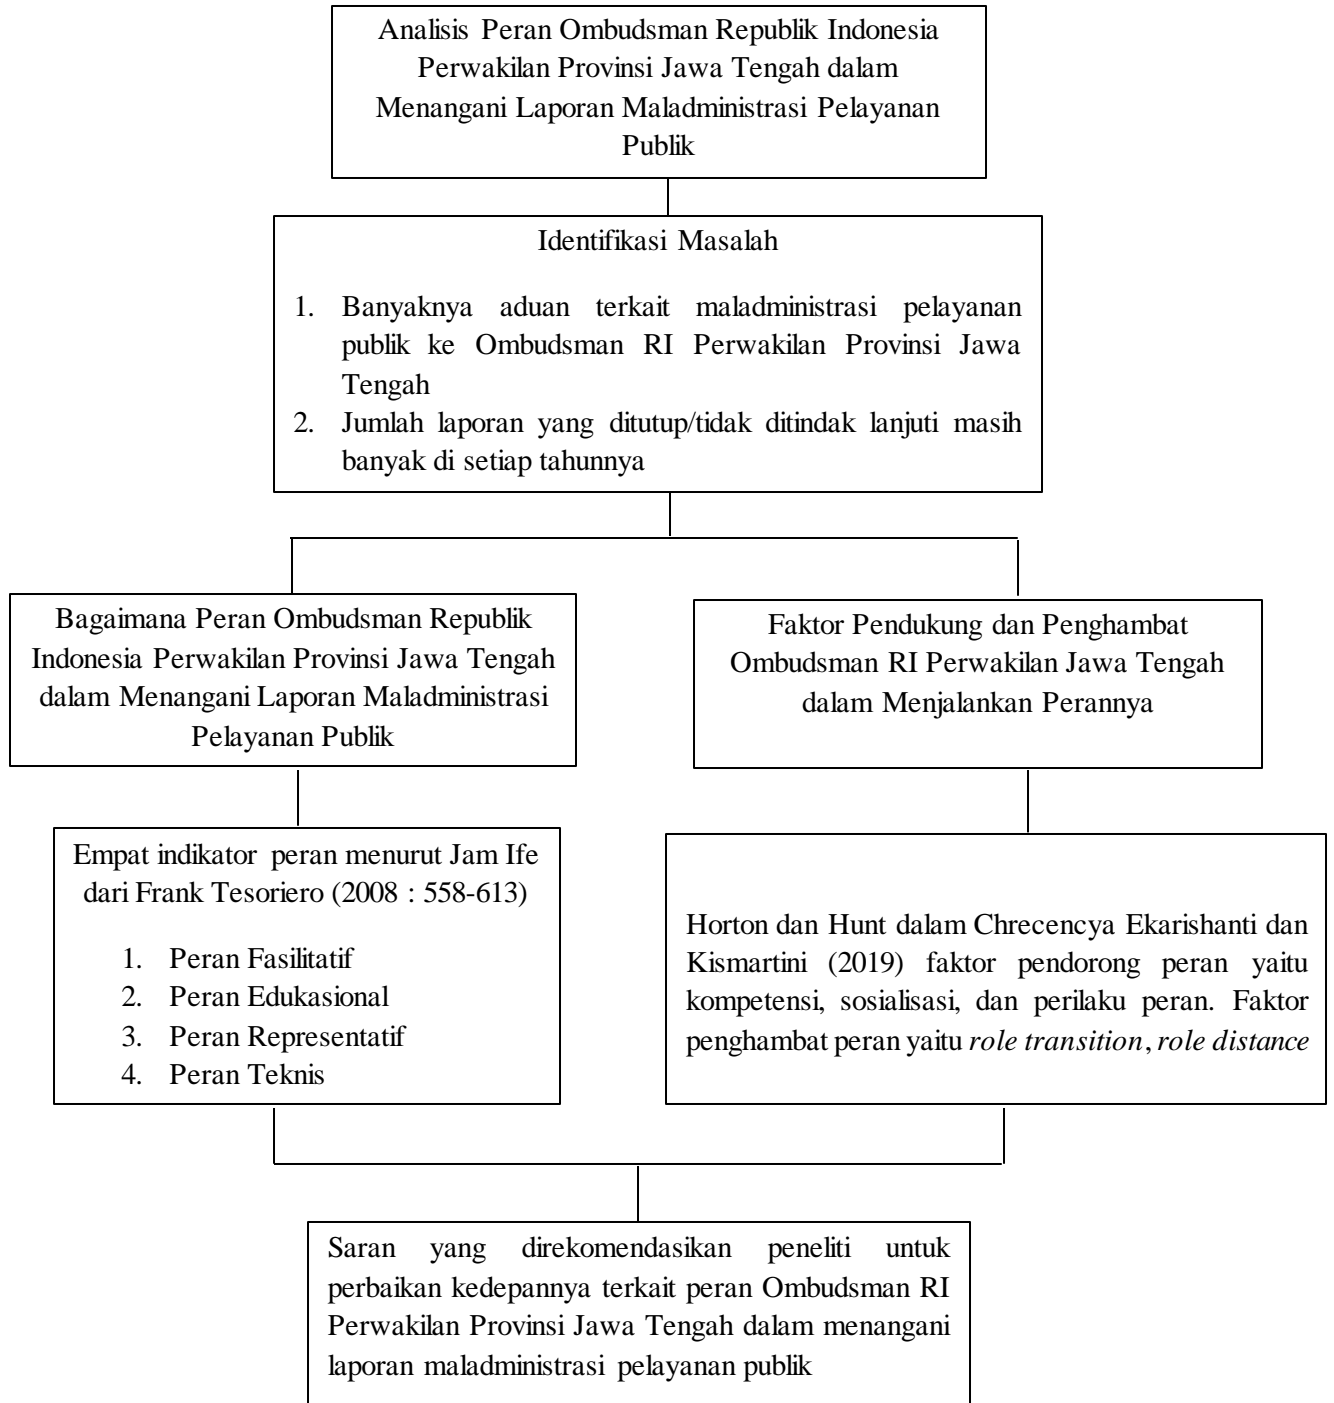 Analisis Peran Ombudsman Republik Indonesia
Perwakilan Provinsi Jawa Tengah dalam
Menangani Laporan Maladministrasi Pelayanan
Publik
Identifikasi Masalah
1. Banyaknya aduan terkait maladministrasi pelayanan
publik ke Ombudsman RI Perwakilan Provinsi Jawa
Tengah
2. Jumlah laporan yang ditutup/tidak ditindak lanjuti masih
banyak di setiap tahunnya
Bagaimana Peran Ombudsman Republik
Indonesia Perwakilan Provinsi Jawa Tengah
dalam Menangani Laporan Maladministrasi
Pelayanan Publik
Faktor Pendukung dan Penghambat
Ombudsman RI Perwakilan Jawa Tengah
dalam Menjalankan Perannya
Empat indikator peran menurut Jam Ife
dari Frank Tesoriero (2008 : 558-613)
1. Peran Fasilitatif
2. Peran Edukasional
3. Peran Representatif
4. Peran Teknis
Horton dan Hunt dalam Chrecencya Ekarishanti dan
Kismartini (2019) faktor pendorong peran yaitu
kompetensi, sosialisasi, dan perilaku peran. Faktor
penghambat peran yaitu role transition, role distance
Saran yang direkomendasikan peneliti untuk
perbaikan kedepannya terkait peran Ombudsman RI
Perwakilan Provinsi Jawa Tengah dalam menangani
laporan maladministrasi pelayanan publik